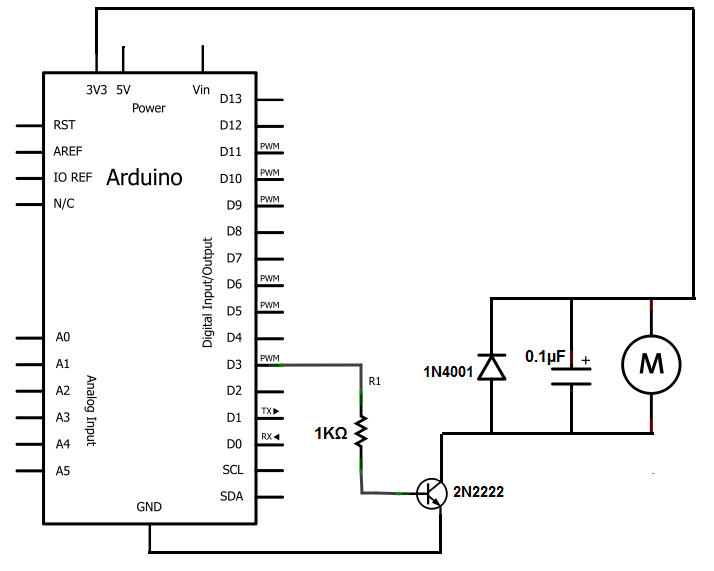 3V3 5V Vin
Power
D13
RST D12
AREF D11 PWM
Arduino
IO REF D10 PWM
N/C D9 PWM
D8
D7
D6 PWM
D5 PWM
Digital Input/Output
A0 D4
A1 D3 PWM
R1
A2 D2
A3 D1 TX
A4 D0 RX
A5 SCL
SDA
Analog Input
GND
1KΩ
2N2222
1N4001
0.1µF +
M